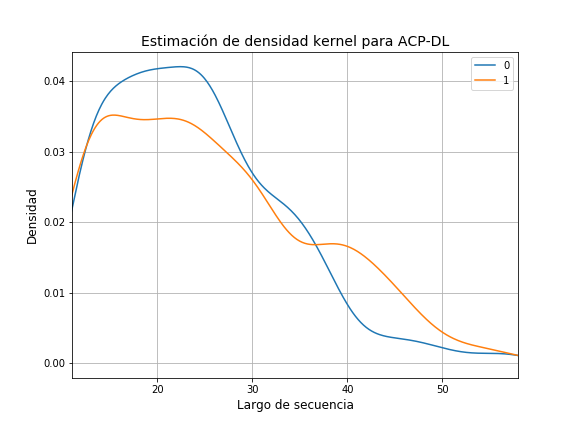 Estimación de densidad kernel para ACP-DL
0
1
0.04
0.03
0.02
0.01
0.00
Densidad
20 30 40 50
Largo de secuencia